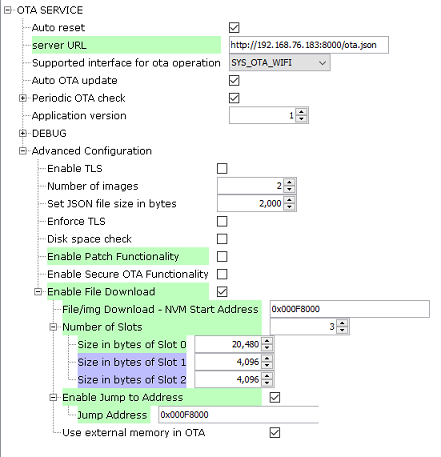 OTA SERVICE
Auto reset
server URL http://192.168.76.183:8000/ota.json
Supported interface for ota operation SYS_OTA_WIFI
Auto OTA update
Periodic OTA check
Application version 1
DEBUG
Advanced Configuration
Enable TLS
Number of images 2
Set JSON file size in bytes 2,000
Enforce TLS
Disk space check
Enable Patch Functionality
Enable Secure OTA Functionality
Enable File Download
File/img Download - NVM Start Address 0x000F8000
Number of Slots 3
Size in bytes of Slot 0 20,480
Size in bytes of Slot 1 4,096
Size in bytes of Slot 2 4,096
Enable Jump to Address
Jump Address 0x000F8000
Use external memory in OTA